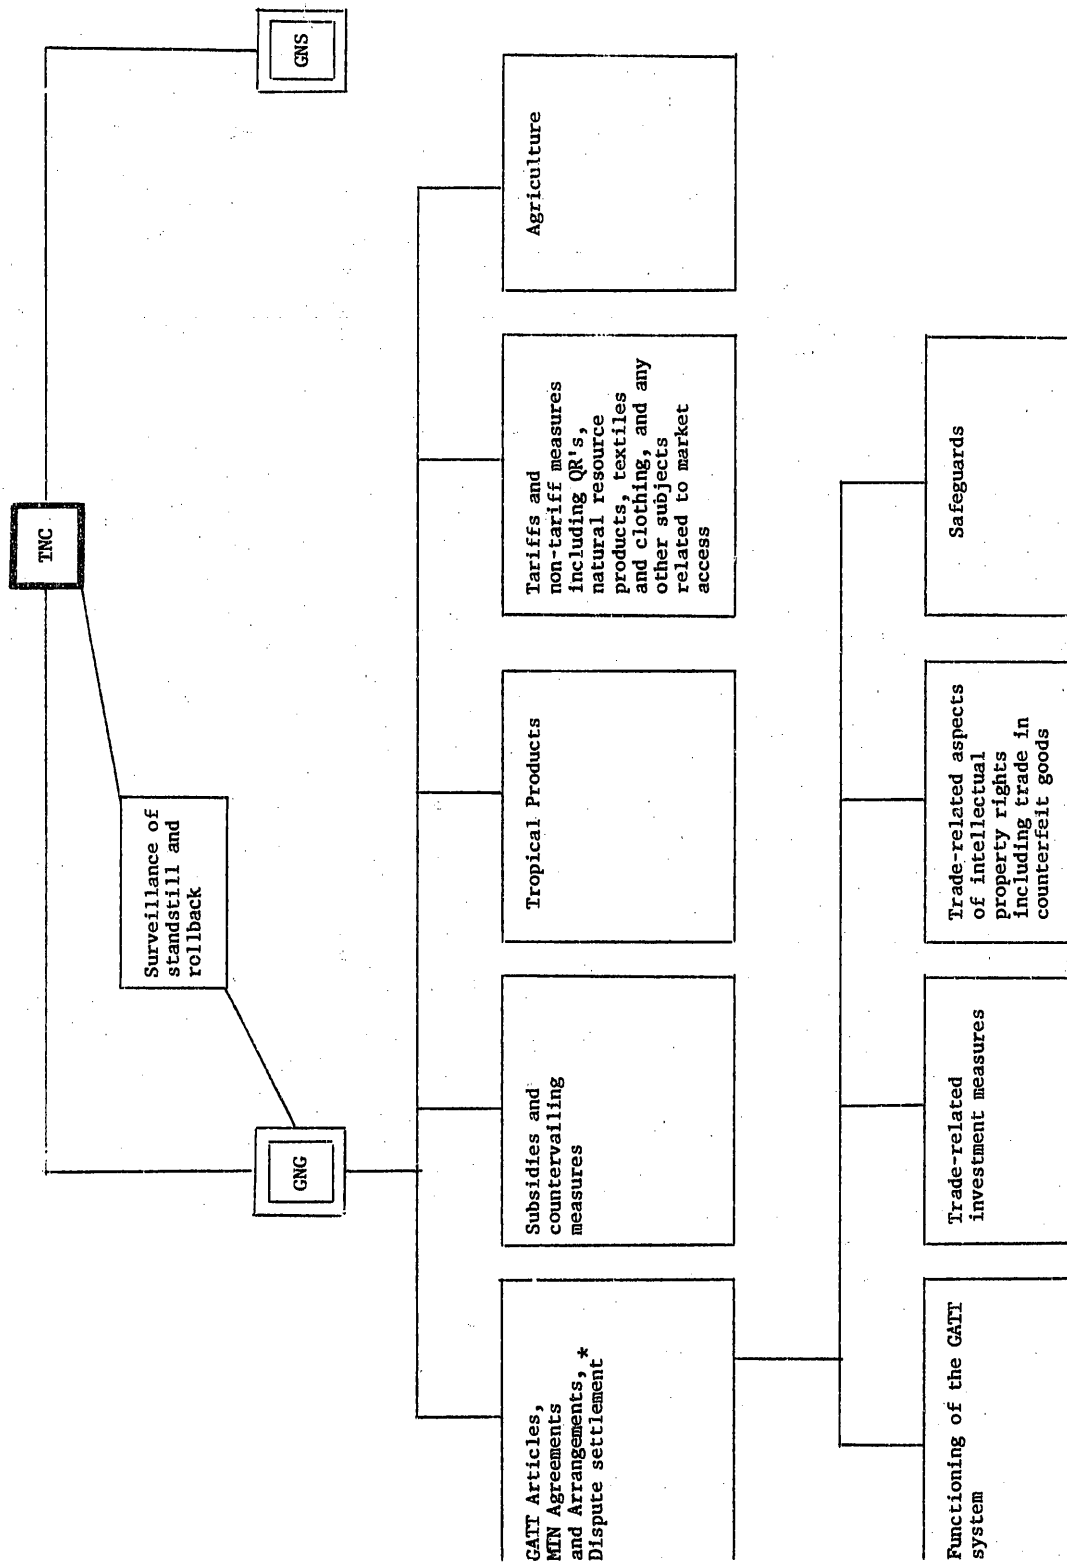 TNC
Surveillance of
standstill and
rollback
GNG
GNS
GATT Articles,
MTN Agreements
and Arrangements, *
Dispute settlement
Subsidies and
countervailing
measures
Tropical Products
Tariffs and
non-tariff measures
including QR's,
natural resource
products, textiles
and clothing, and any
other subjects
related to market
access
Agriculture
Functioning of the GATT
system
Trade-related
investment measures
Trade-related aspects
of intellectual
property rights
including trade in
counterfeit goods
Safeguards